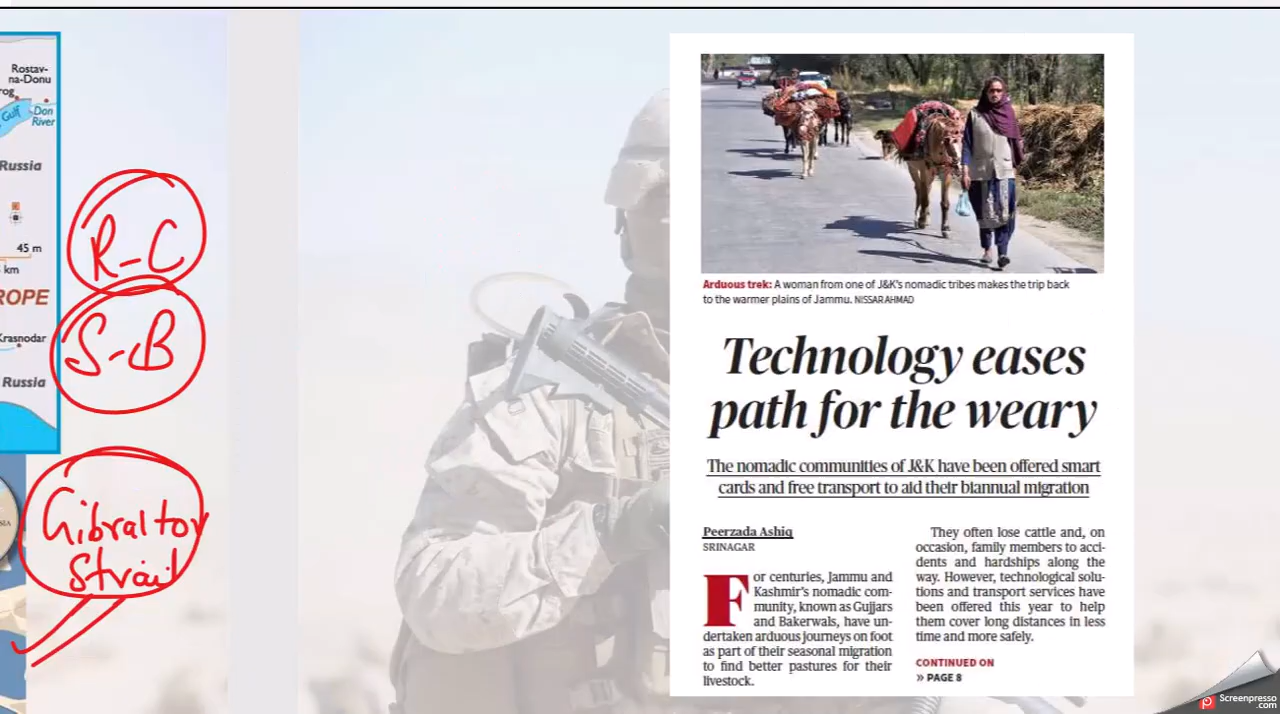 Rostav-
na-Donu
rog
Gulf
Don
River
Russia
45 m
km
ROPE
Krasnodar
Russia
R-C
S-B
Gibraltor
Strait
SIA
Arduous trek: A woman from one of J&K's nomadic tribes makes the trip back
to the warmer plains of Jammu. NISSAR AHMAD
Technology eases
path for the weary
The nomadic communities of J&K have been offered smart
cards and free transport to aid their biannual migration
Peerzada Ashiq
SRINAGAR
For centuries, Jammu and
Kashmir's nomadic com-
munity, known as Gujjars
and Bakerwals, have un-
dertaken arduous journeys on foot
as part of their seasonal migration
to find better pastures for their
livestock.
They often lose cattle and, on
occasion, family members to acci-
dents and hardships along the
way. However, technological solu-
tions and transport services have
been offered this year to help
them cover long distances in less
time and more safely.
CONTINUED ON
» PAGE 8
Screenpresso
.com